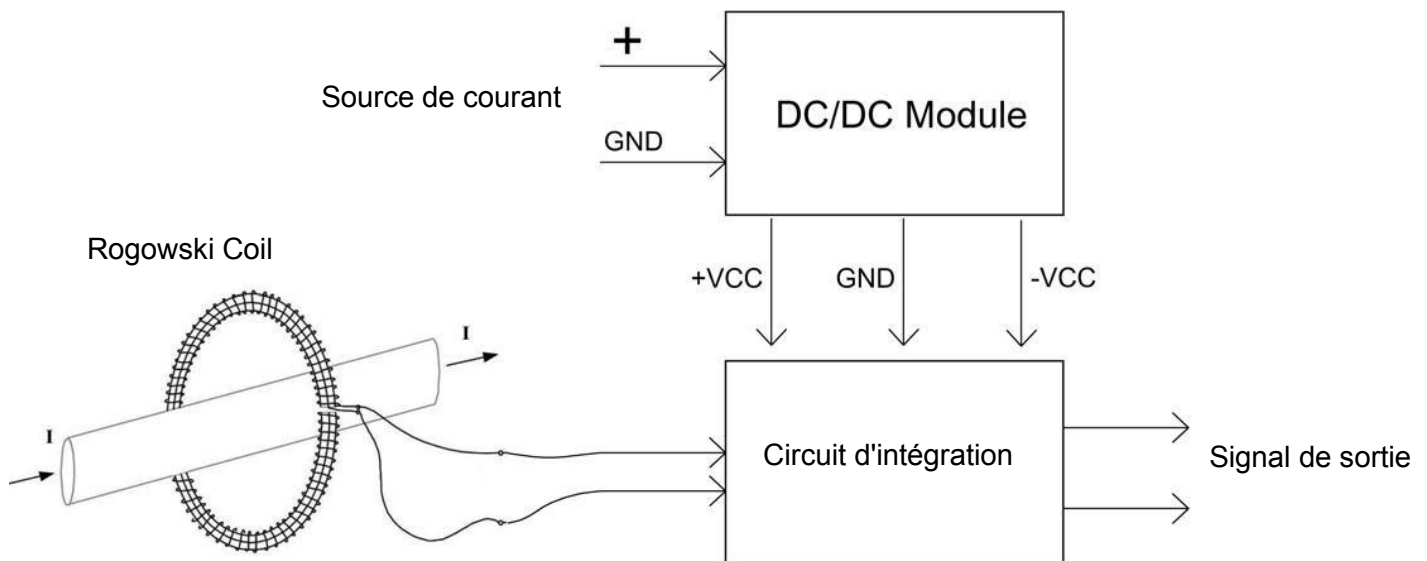 +
Source de courant
DC/DC Module
GND
Rogowski Coil
+VCC
GND
-VCC
I
I
Circuit d'intégration
Signal de sortie